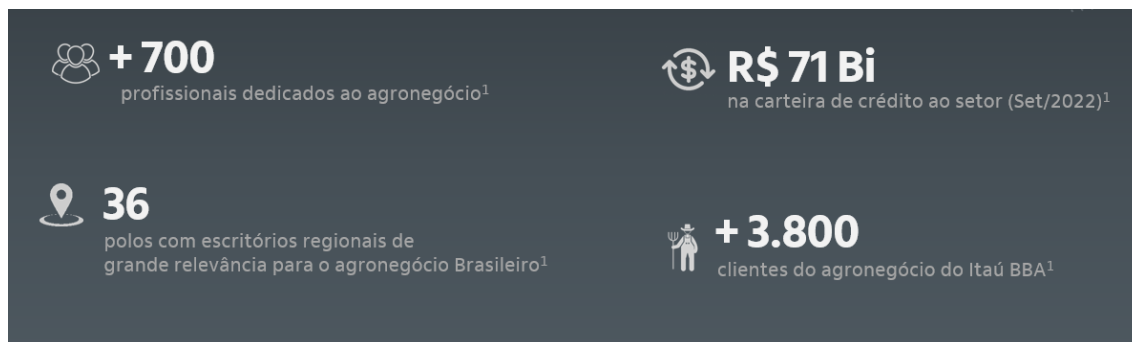 + 700
profissionais dedicados ao agronegócio¹
R$ 71 Bi
na carteira de crédito ao setor (Set/2022)¹
36
polos com escritórios regionais de
grande relevância para o agronegócio Brasileiro¹
+ 3.800
clientes do agronegócio do Itaú BBA¹